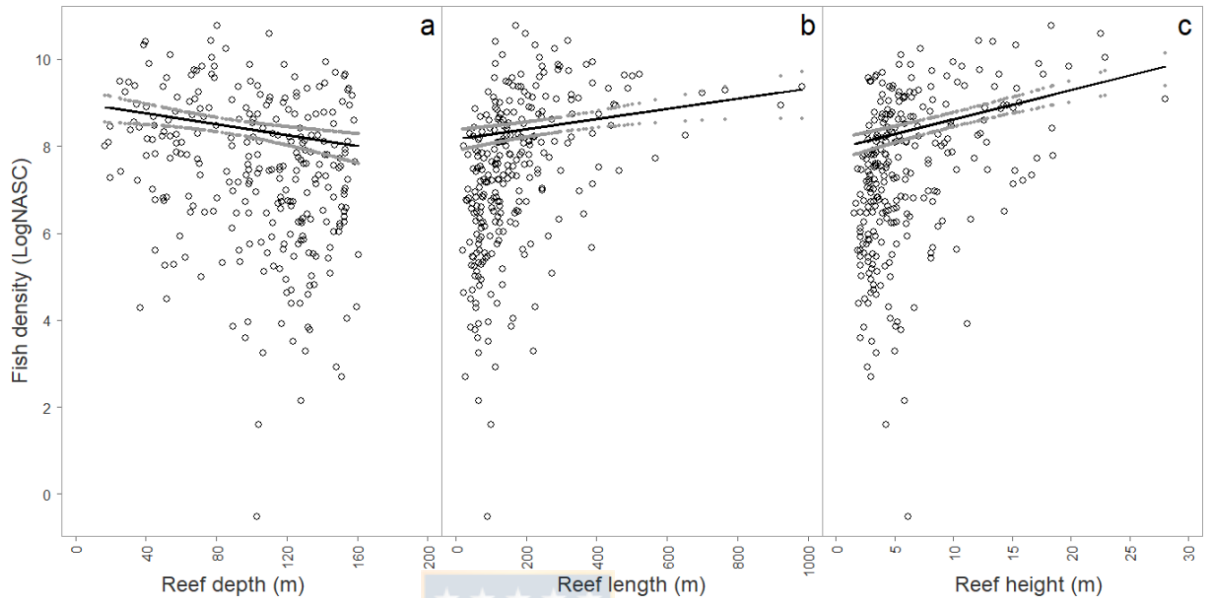 a
b
c
Fish density (LogNASC)
10
8
6
4
2
0
0 40 80 120 160 200
0 200 400 600 800 1000
0 5 10 15 20 25 30
Reef depth (m)
Reef length (m)
Reef height (m)